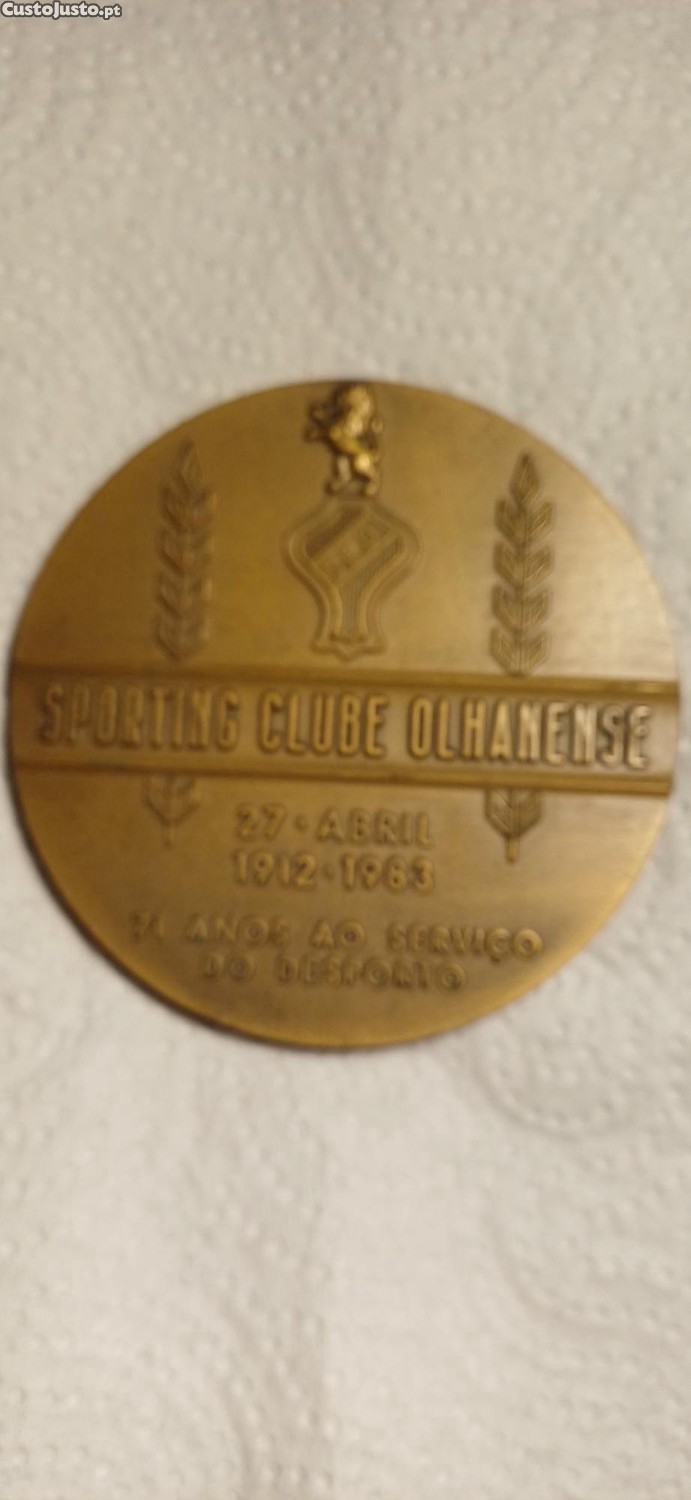 CustoJusto.pt
SPORTING CLUBE OLHANENSE
27 · ABRIL
1912 · 1983
71 ANOS AO SERVIÇO
DO DESPORTO